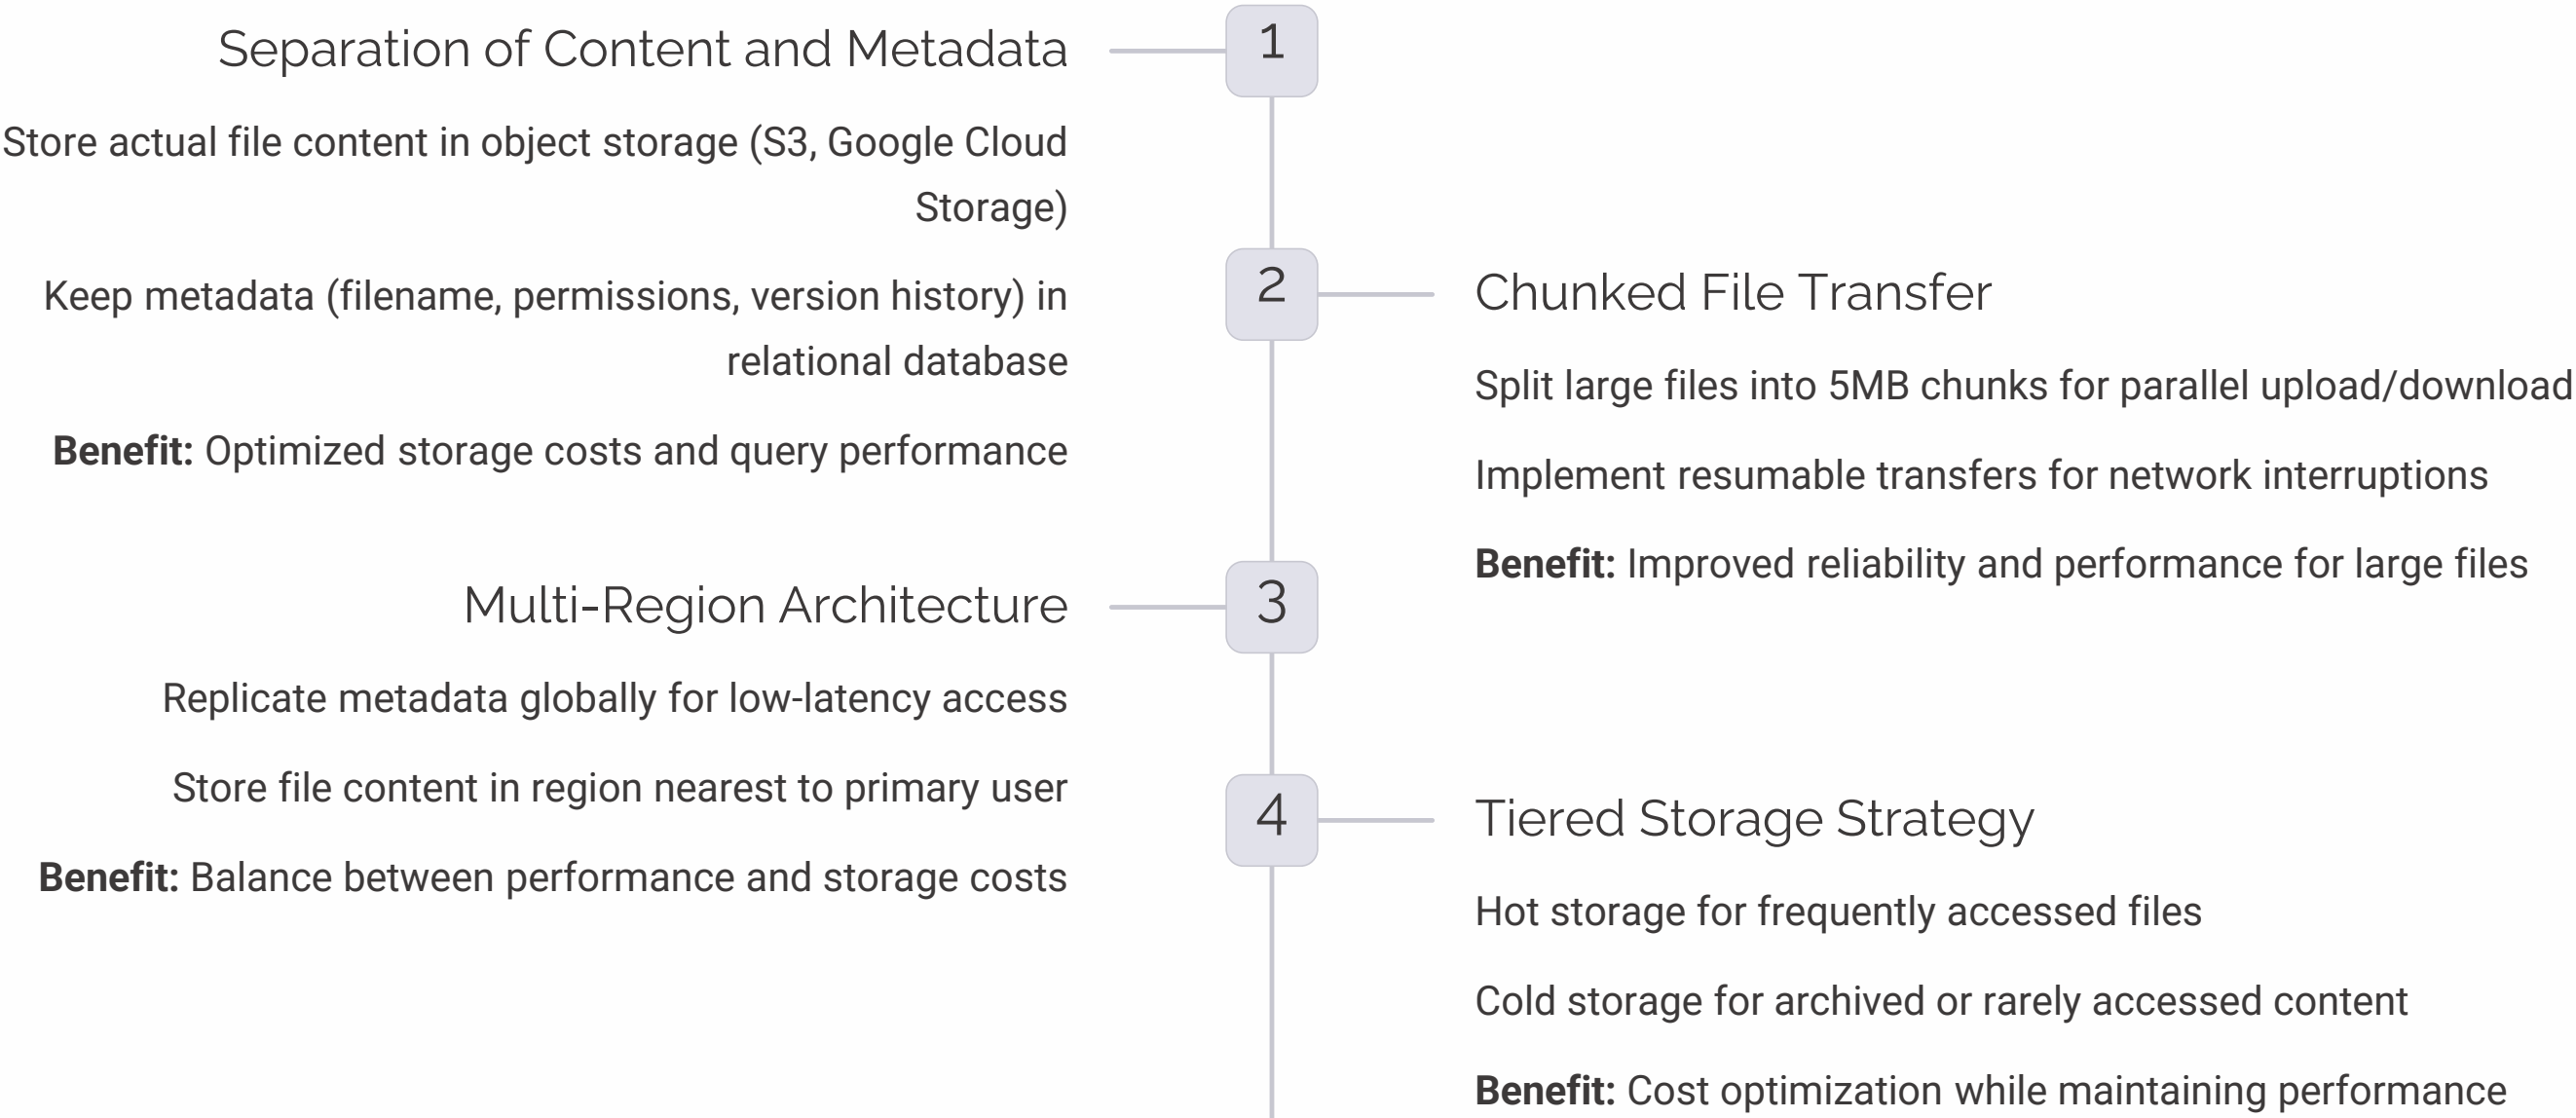 1
Separation of Content and Metadata
Store actual file content in object storage (S3, Google Cloud
Storage)
Keep metadata (filename, permissions, version history) in
relational database
Benefit: Optimized storage costs and query performance
2
Chunked File Transfer
Split large files into 5MB chunks for parallel upload/download
Implement resumable transfers for network interruptions
Benefit: Improved reliability and performance for large files
3
Multi-Region Architecture
Replicate metadata globally for low-latency access
Store file content in region nearest to primary user
Benefit: Balance between performance and storage costs
4
Tiered Storage Strategy
Hot storage for frequently accessed files
Cold storage for archived or rarely accessed content
Benefit: Cost optimization while maintaining performance